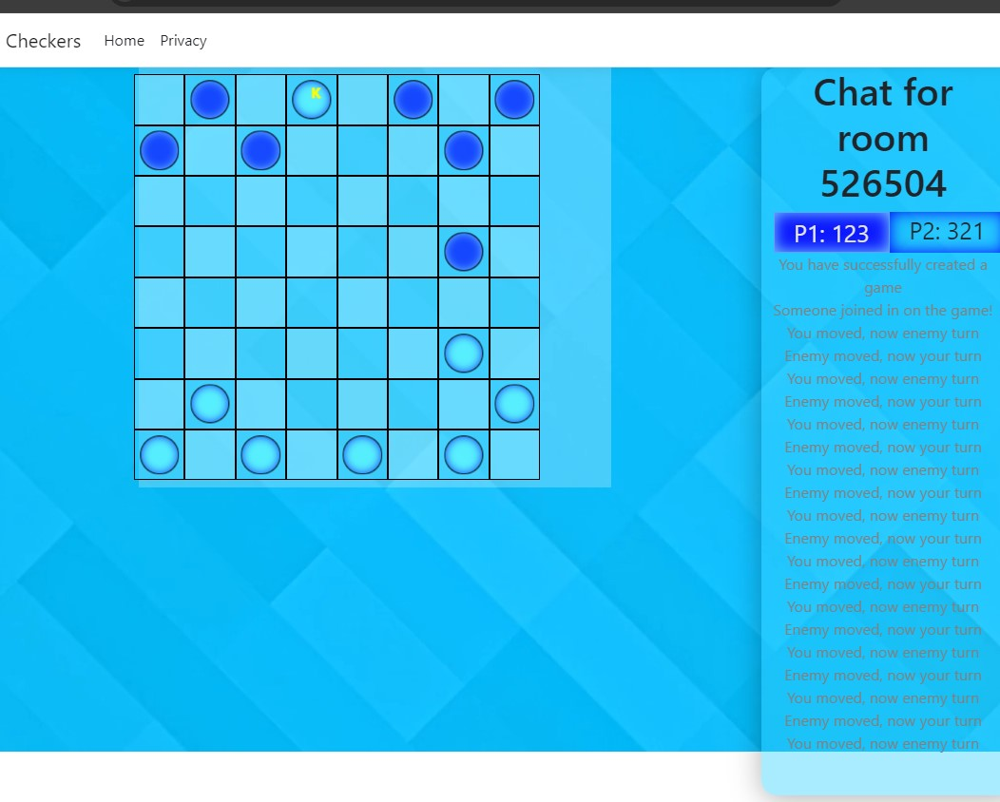 Checkers Home Privacy
K
Chat for
room
526504
P1: 123 P2: 321
You have successfully created a
game
Someone joined in on the game!
You moved, now enemy turn
Enemy moved, now your turn
You moved, now enemy turn
Enemy moved, now your turn
You moved, now enemy turn
Enemy moved, now your turn
You moved, now enemy turn
Enemy moved, now your turn
You moved, now enemy turn
Enemy moved, now your turn
You moved, now enemy turn
Enemy moved, now your turn
You moved, now enemy turn
Enemy moved, now your turn
You moved, now enemy turn
Enemy moved, now your turn
You moved, now enemy turn
Enemy moved, now your turn
You moved, now enemy turn